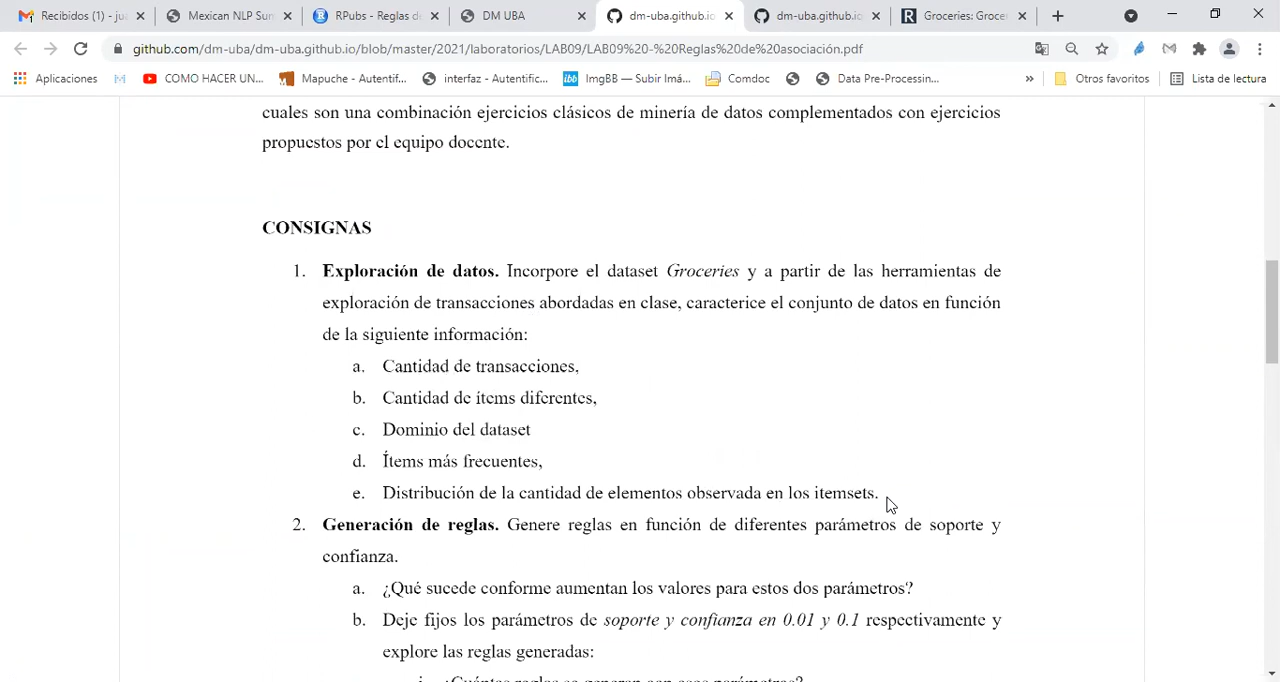 Recibidos (1) - ju
Mexican NLP Sum
RPubs - Reglas de
DM UBA
dm-uba.github.io
dm-uba.github.io
Groceries: Groce
github.com/dm-uba/dm-uba.github.io/blob/master/2021/laboratorios/LAB09/LAB09%20-%20Reglas%20de%20asociación.pdf
Aplicaciones
COMO HACER UN...
Mapuche - Autentif...
interfaz - Autentific...
ImgBB — Subir Imá...
Comdoc
Data Pre-Processin...
»
Otros favoritos
Lista de lectura
cuales son una combinación ejercicios clásicos de minería de datos complementados con ejercicios
propuestos por el equipo docente.
CONSIGNAS
1. Exploración de datos. Incorpore el dataset Groceries y a partir de las herramientas de
exploración de transacciones abordadas en clase, caracterice el conjunto de datos en función
de la siguiente información:
a. Cantidad de transacciones,
b. Cantidad de ítems diferentes,
c. Dominio del dataset
d. Ítems más frecuentes,
e. Distribución de la cantidad de elementos observada en los itemsets.
2. Generación de reglas. Genere reglas en función de diferentes parámetros de soporte y
confianza.
a. ¿Qué sucede conforme aumentan los valores para estos dos parámetros?
b. Deje fijos los parámetros de soporte y confianza en 0.01 y 0.1 respectivamente y
explore las reglas generadas:
i. ¿Cuántas reglas se generan con esos parámetros?